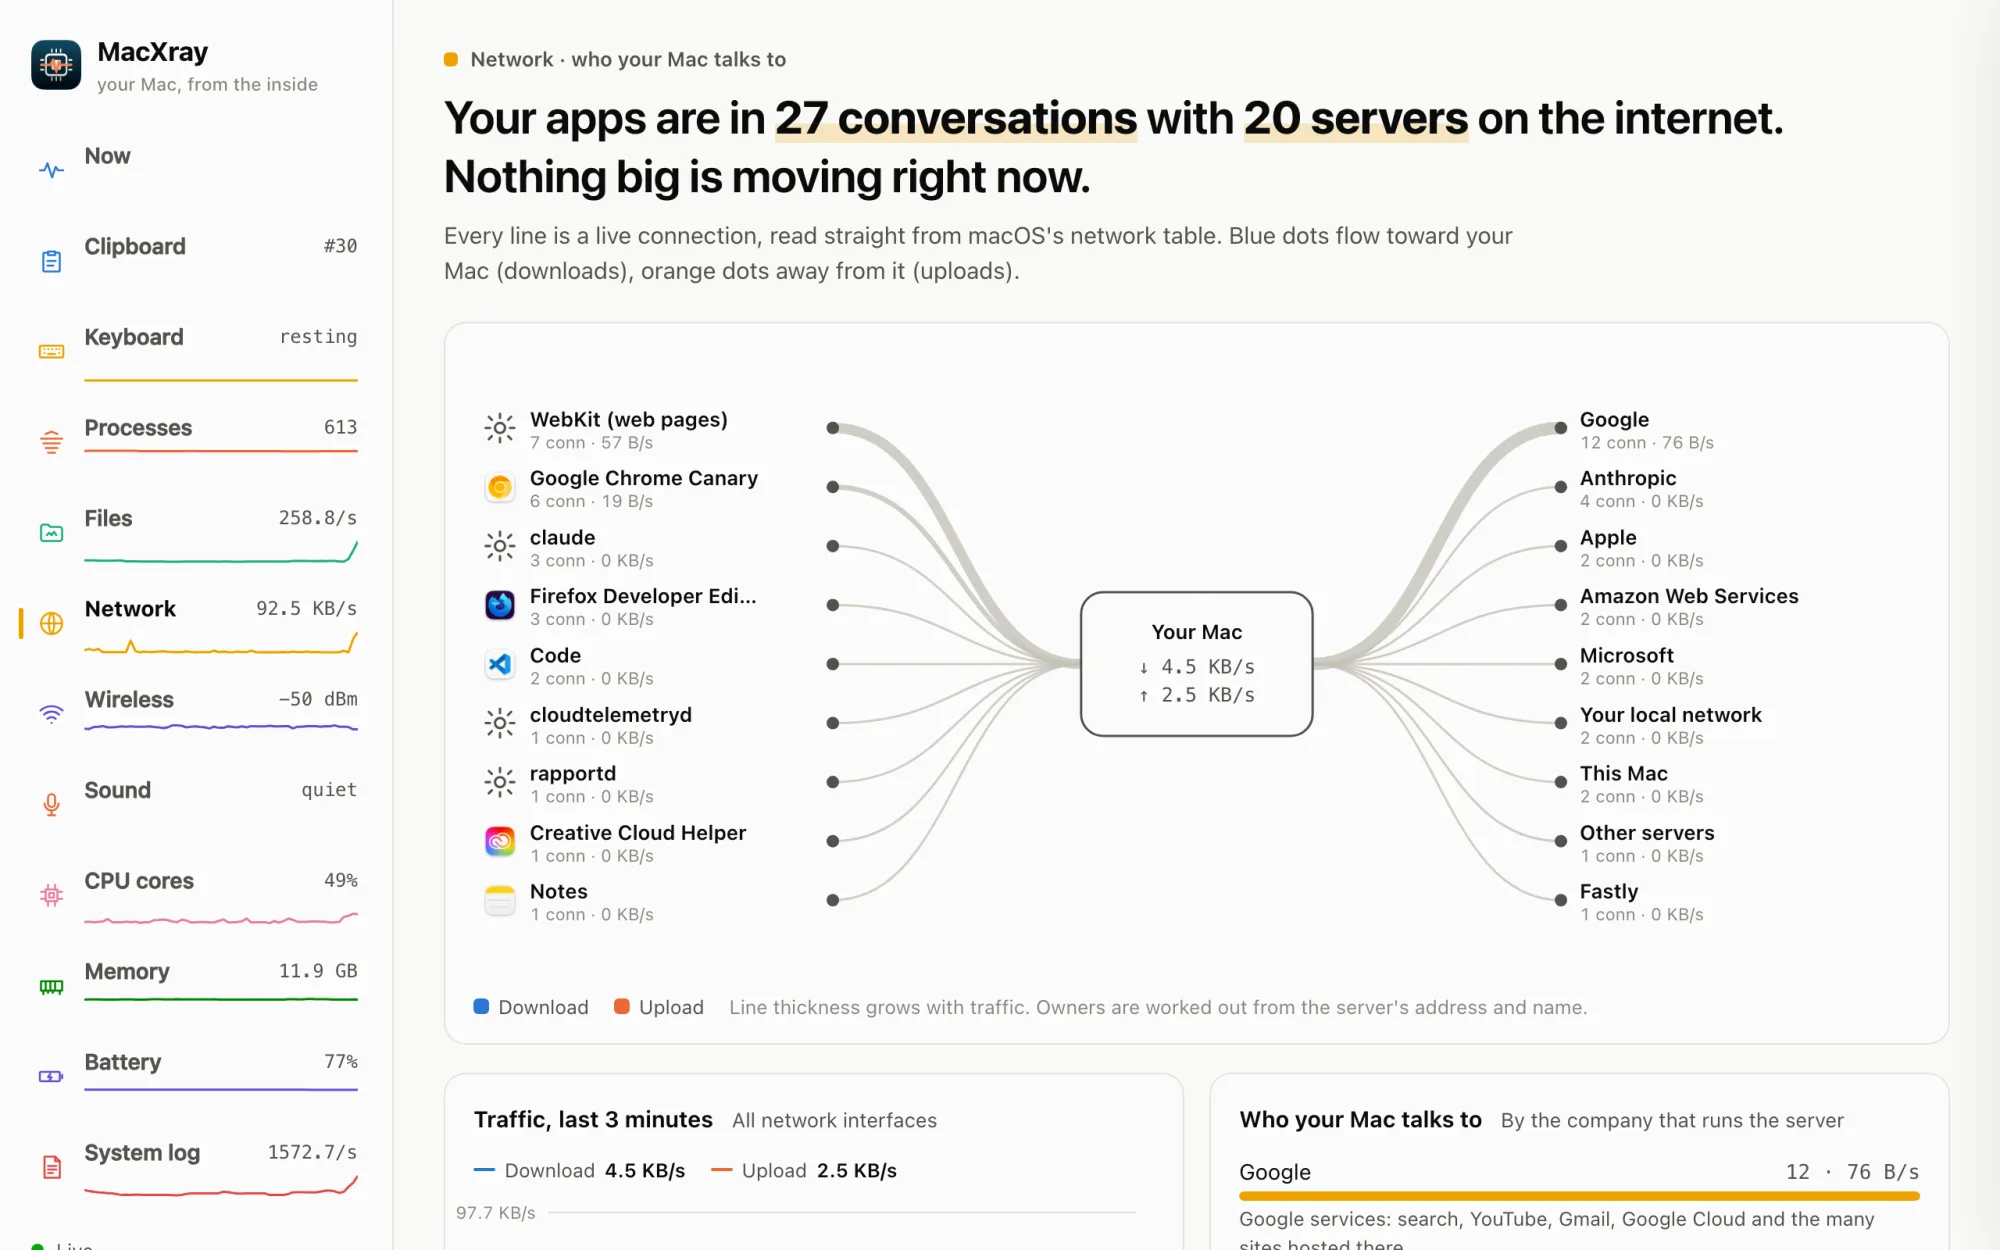 MacXray
your Mac, from the inside
Now
Clipboard #30
Keyboard resting
Processes 613
Files 258.8/s
Network 92.5 KB/s
Wireless −50 dBm
Sound quiet
CPU cores 49%
Memory 11.9 GB
Battery 77%
System log 1572.7/s
Live
Network · who your Mac talks to
Your apps are in 27 conversations with 20 servers on the internet.
Nothing big is moving right now.
Every line is a live connection, read straight from macOS's network table. Blue dots flow toward your
Mac (downloads), orange dots away from it (uploads).
WebKit (web pages)
7 conn · 57 B/s
Google Chrome Canary
6 conn · 19 B/s
claude
3 conn · 0 KB/s
Firefox Developer Edi...
3 conn · 0 KB/s
Code
2 conn · 0 KB/s
cloudtelemetryd
1 conn · 0 KB/s
rapportd
1 conn · 0 KB/s
Creative Cloud Helper
1 conn · 0 KB/s
Notes
1 conn · 0 KB/s
Your Mac
↓ 4.5 KB/s
↑ 2.5 KB/s
Google
12 conn · 76 B/s
Anthropic
4 conn · 0 KB/s
Apple
2 conn · 0 KB/s
Amazon Web Services
2 conn · 0 KB/s
Microsoft
2 conn · 0 KB/s
Your local network
2 conn · 0 KB/s
This Mac
2 conn · 0 KB/s
Other servers
1 conn · 0 KB/s
Fastly
1 conn · 0 KB/s
Download Upload Line thickness grows with traffic. Owners are worked out from the server's address and name.
Traffic, last 3 minutes All network interfaces
Download 4.5 KB/s Upload 2.5 KB/s
97.7 KB/s
Who your Mac talks to By the company that runs the server
Google 12 · 76 B/s
Google services: search, YouTube, Gmail, Google Cloud and the many
sites hosted there